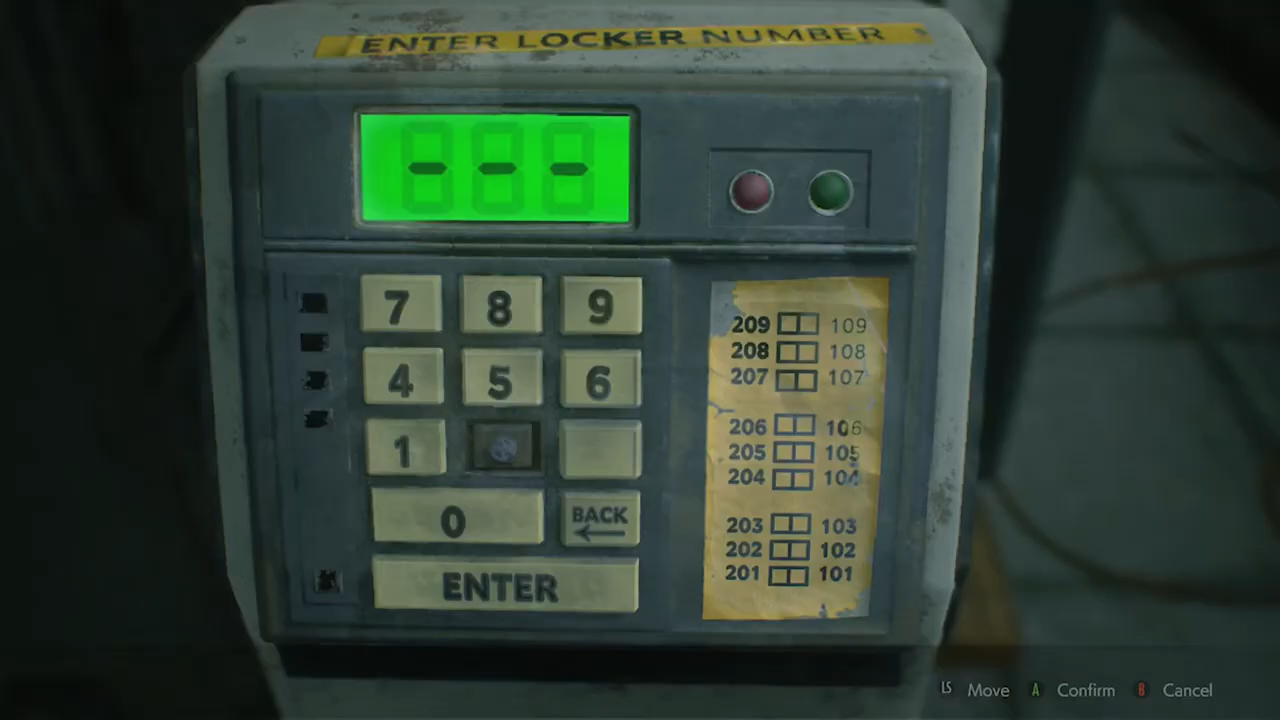 ENTER LOCKER NUMBER
---
7 8 9
4 5 6
1
0 BACK
ENTER
209 109
208 108
207 107
206 106
205 105
204 104
203 103
202 102
201 101
LS Move A Confirm B Cancel